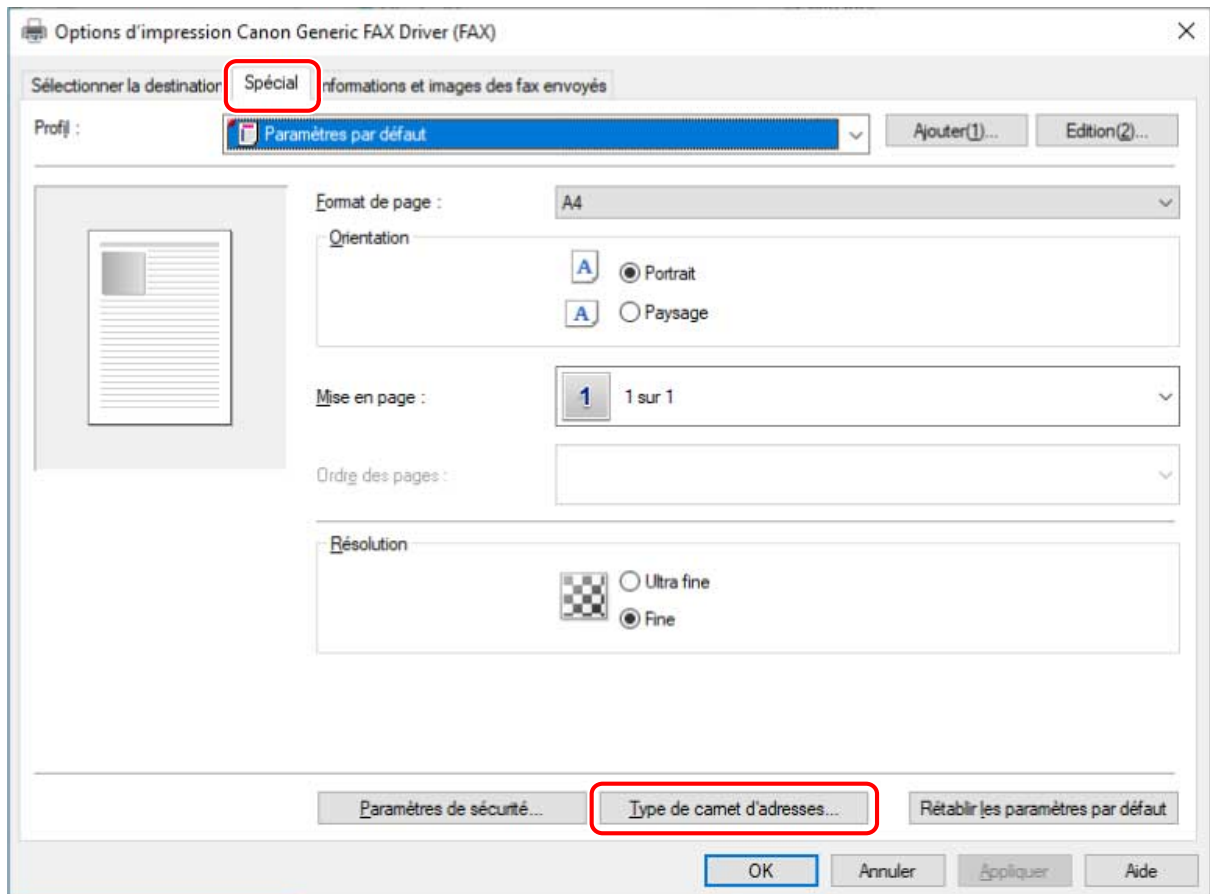 Options d'impression Canon Generic FAX Driver (FAX)
Sélectionner la destination Spécial Informations et images des fax envoyés
Profil : Paramètres par défaut Ajouter(1)... Edition(2)...
Format de page : A4
Orientation
A Portrait
A Paysage
Mise en page : 1 1 sur 1
Ordre des pages :
Résolution
Ultra fine
Fine
Paramètres de sécurité... Type de carnet d'adresses... Rétablir les paramètres par défaut
OK Annuler Appliquer Aide